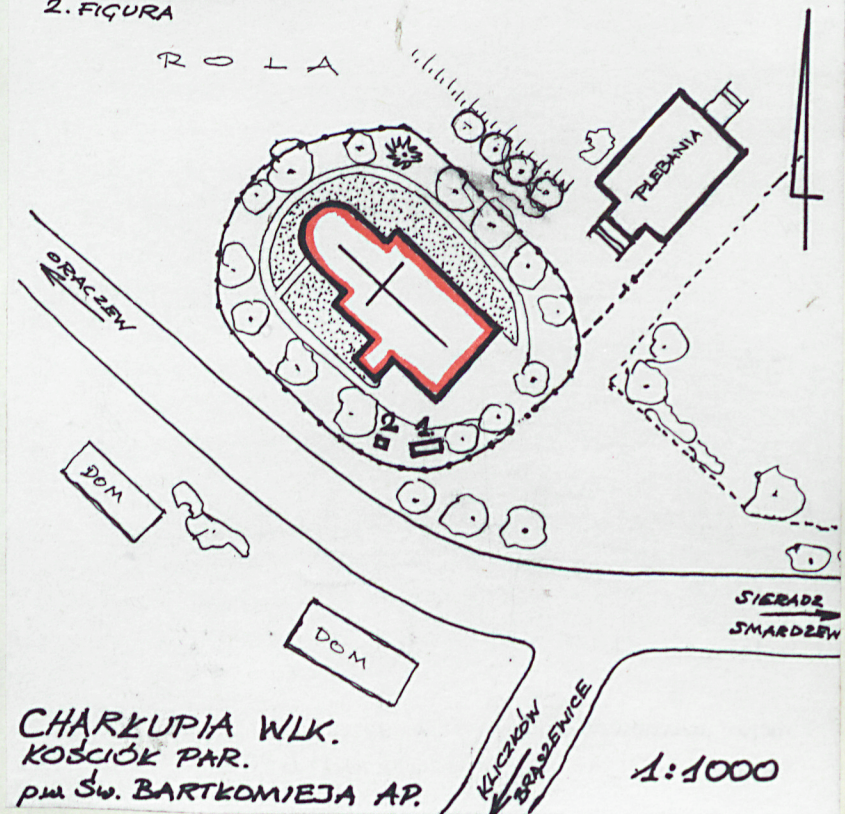 2. FIGURA
ROLA
PLEBANIA
ORACZEW
2 1
DOM
DOM
SIERADZ
SMARDZEW
KLICZKÓW
BRĄSZEWICE
CHARŁUPIA WLK.
KOŚCIÓŁ PAR.
pw. Św. BARTŁOMIEJA AP.
1:1000